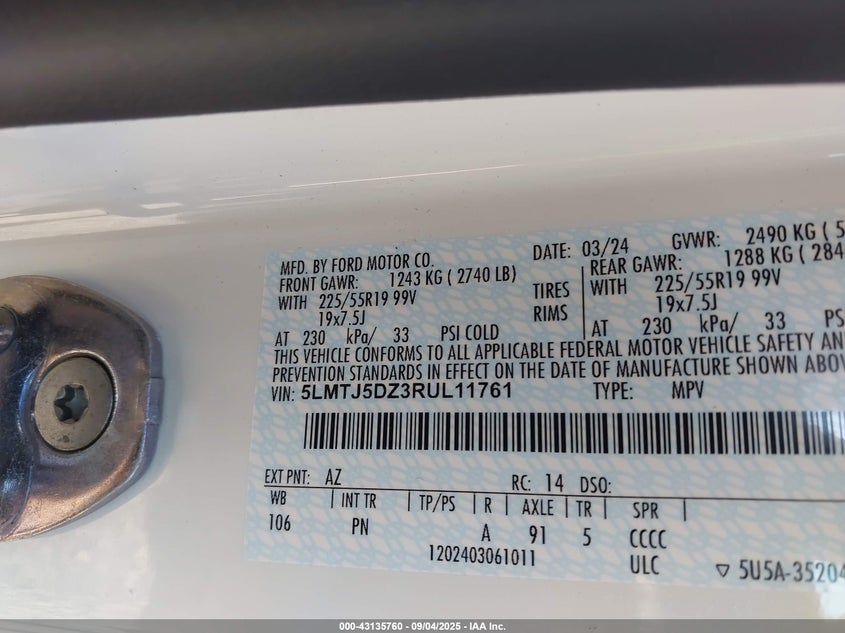 MFD. BY FORD MOTOR CO. DATE: 03/24 GVWR: 2490 KG ( 5
FRONT GAWR: 1243 KG ( 2740 LB) REAR GAWR: 1288 KG ( 284
WITH 225/55R19 99V TIRES WITH 225/55R19 99V
19x7.5J RIMS 19x7.5J
AT 230 kPa/ 33 PSI COLD AT 230 kPa/ 33 PSI
THIS VEHICLE CONFORMS TO ALL APPLICABLE FEDERAL MOTOR VEHICLE SAFETY AN
PREVENTION STANDARDS IN EFFECT ON THE DATE OF MANUFACTURE SHOWN ABOV
VIN: 5LMTJ5DZ3RUL11761 TYPE: MPV
EXT PNT: AZ RC: 14 DSO:
WB | INT TR | TP/PS | R | AXLE | TR | SPR |
106 PN A 91 5 CCCC
1202403061011 ULC ▽ 5U5A-35204
000-43135760 - 09/04/2025 - IAA Inc.